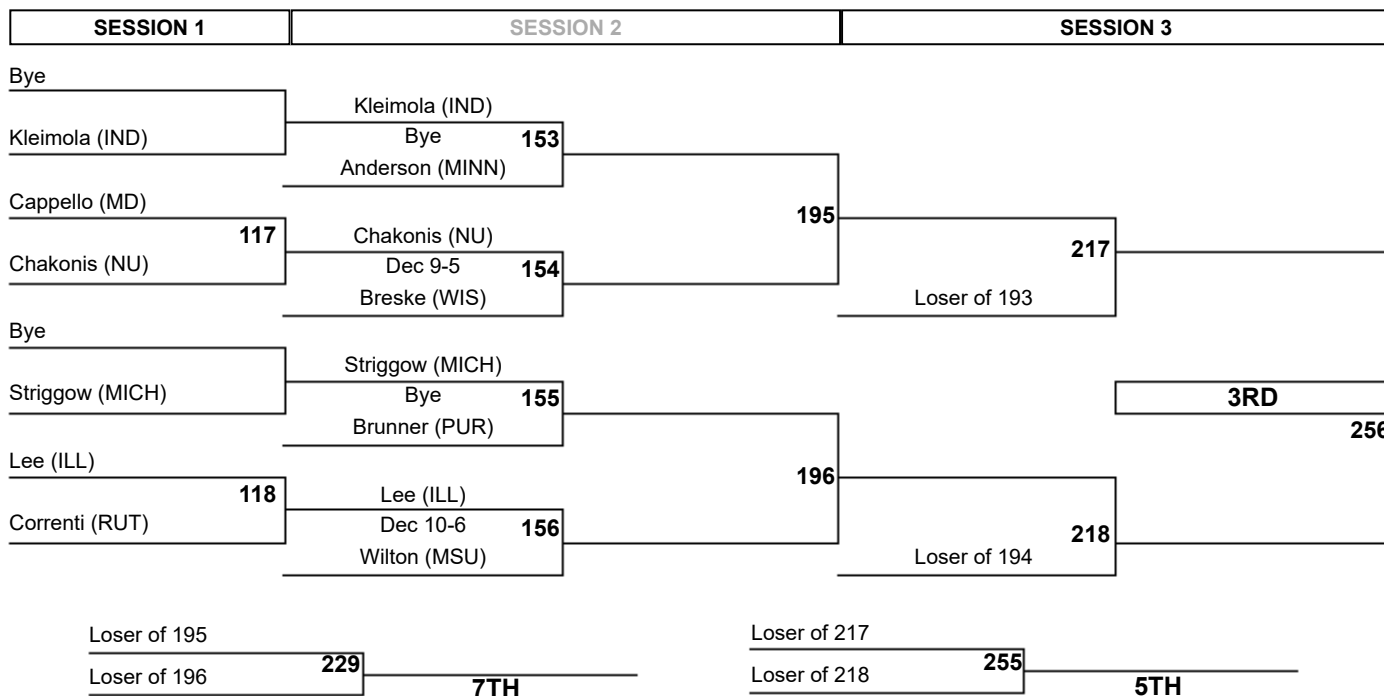 SESSION 1 SESSION 2 SESSION 3
Bye
Kleimola (IND)
Kleimola (IND)
Bye 153
Anderson (MINN)
Cappello (MD)
117
Chakonis (NU)
Chakonis (NU)
Dec 9-5 154
Breske (WIS)
195
217
Loser of 193
Bye
Striggow (MICH)
Striggow (MICH)
Bye 155
Brunner (PUR)
3RD
256
Lee (ILL)
118
Correnti (RUT)
Lee (ILL)
Dec 10-6 156
Wilton (MSU)
196
218
Loser of 194
Loser of 195
229
Loser of 196
7TH
Loser of 217
255
Loser of 218
5TH